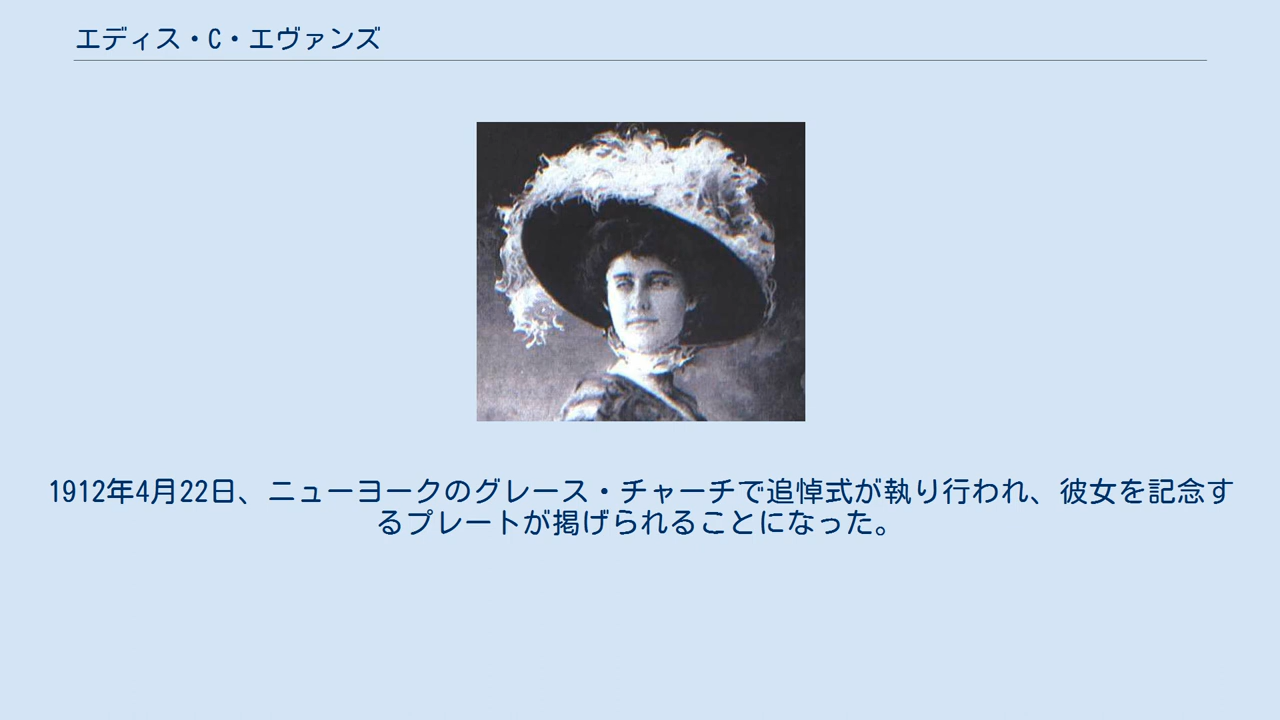 エディス・C・エヴァンズ
1912年4月22日、ニューヨークのグレース・チャーチで追悼式が執り行われ、彼女を記念す
るプレートが掲げられることになった。